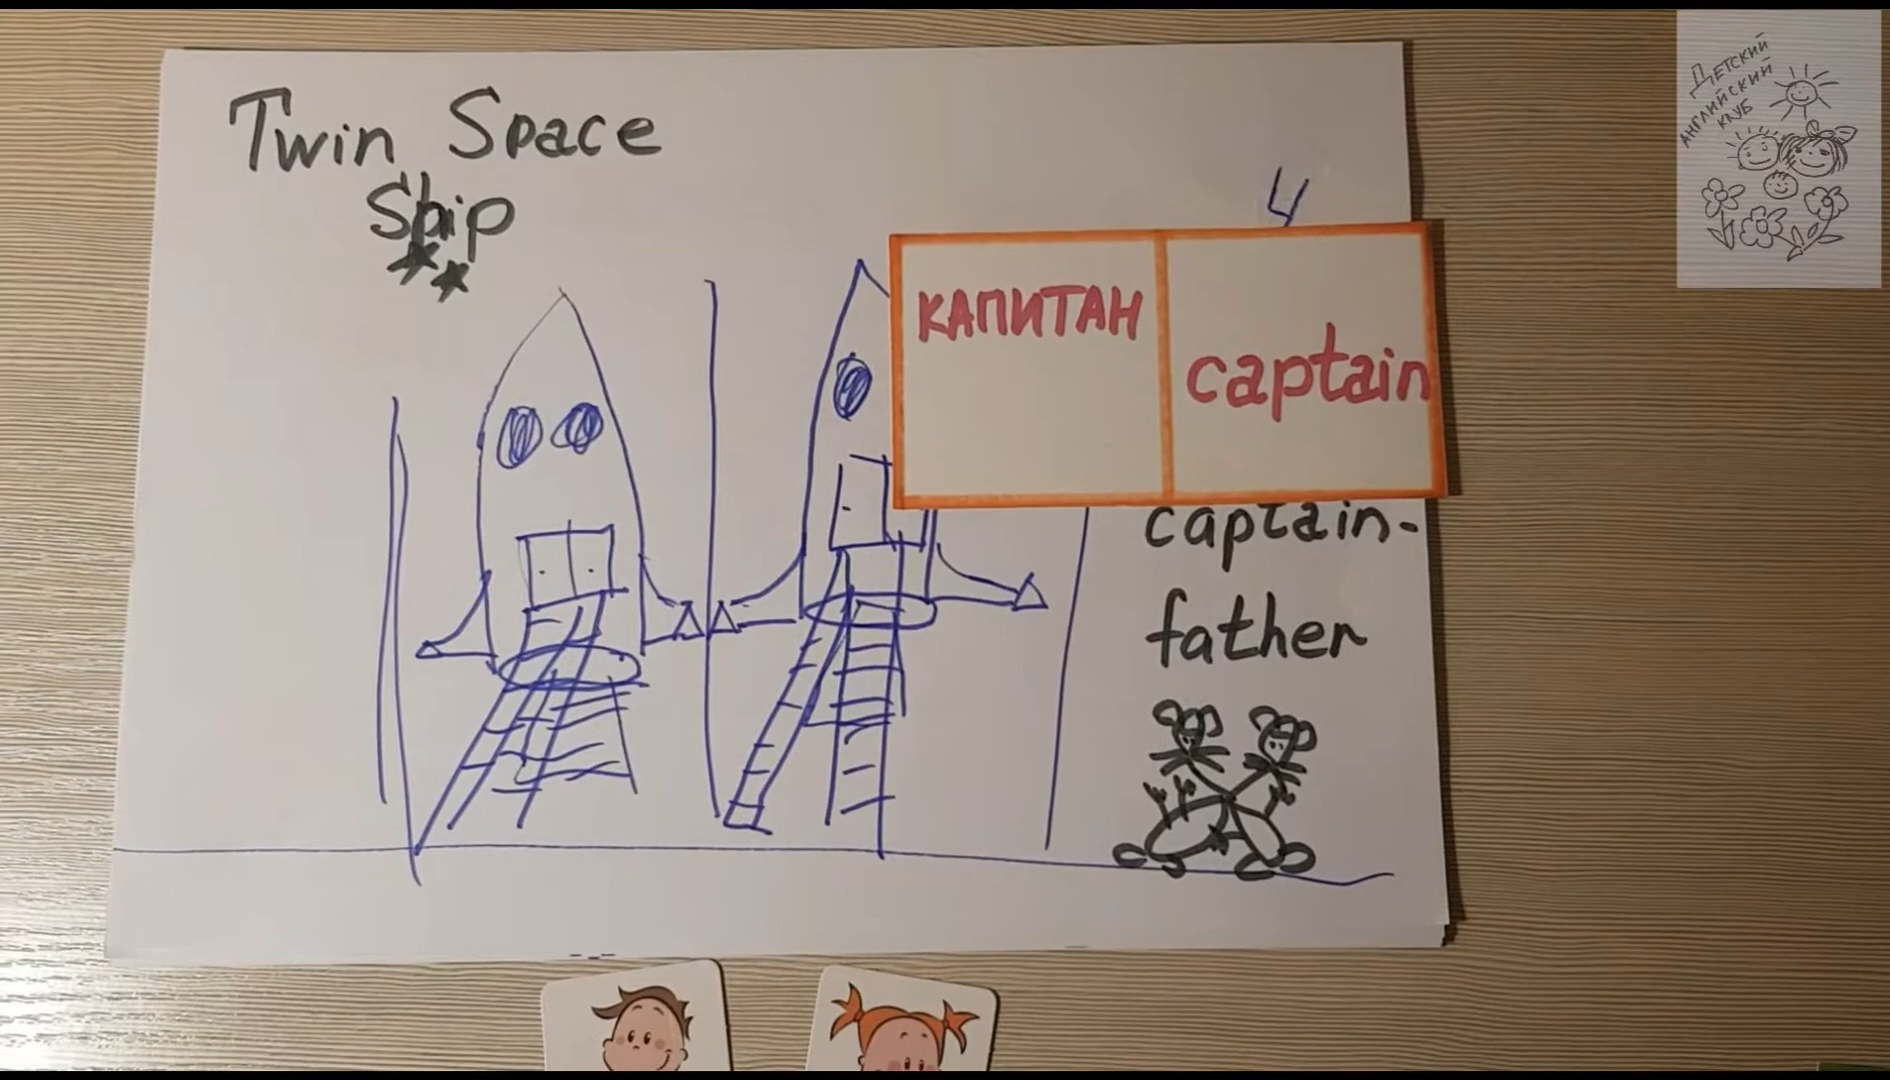 Twin Space
Ship
4
КАПИТАН
captain
captain-
father
ДЕТСКИЙ
АНГЛИЙСКИЙ
КЛУБ